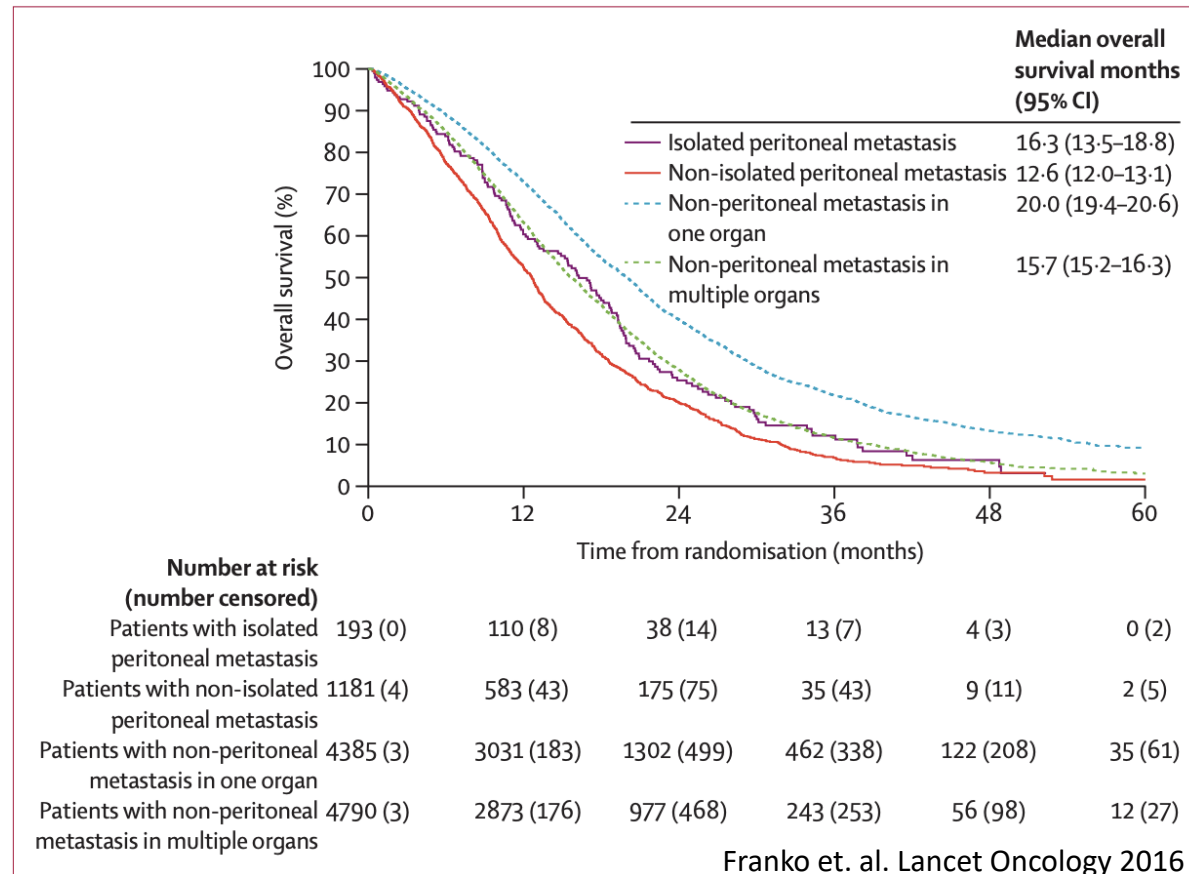 Median overall
survival months
(95% CI)
Isolated peritoneal metastasis 16·3 (13·5–18·8)
Non-isolated peritoneal metastasis 12·6 (12·0–13·1)
Non-peritoneal metastasis in 20·0 (19·4–20·6)
one organ
Non-peritoneal metastasis in 15·7 (15·2–16·3)
multiple organs
Overall survival (%)
100
90
80
70
60
50
40
30
20
10
0
0 12 24 36 48 60
Time from randomisation (months)
Number at risk
(number censored)
Patients with isolated 193 (0) 110 (8) 38 (14) 13 (7) 4 (3) 0 (2)
peritoneal metastasis
Patients with non-isolated 1181 (4) 583 (43) 175 (75) 35 (43) 9 (11) 2 (5)
peritoneal metastasis
Patients with non-peritoneal 4385 (3) 3031 (183) 1302 (499) 462 (338) 122 (208) 35 (61)
metastasis in one organ
Patients with non-peritoneal 4790 (3) 2873 (176) 977 (468) 243 (253) 56 (98) 12 (27)
metastasis in multiple organs
Franko et. al. Lancet Oncology 2016